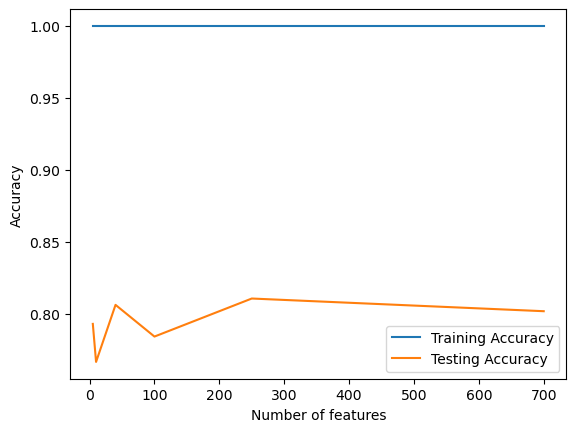 1.00
0.95
0.90
0.85
0.80
Accuracy
Training Accuracy
Testing Accuracy
0 100 200 300 400 500 600 700
Number of features